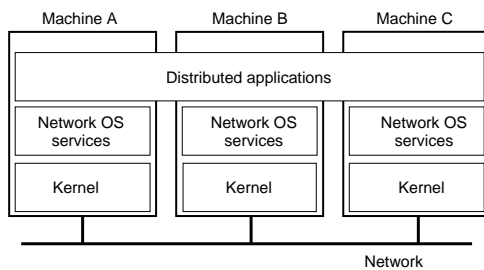 Machine A
Machine B
Machine C
Distributed applications
Network OS
services
Network OS
services
Network OS
services
Kernel
Kernel
Kernel
Network